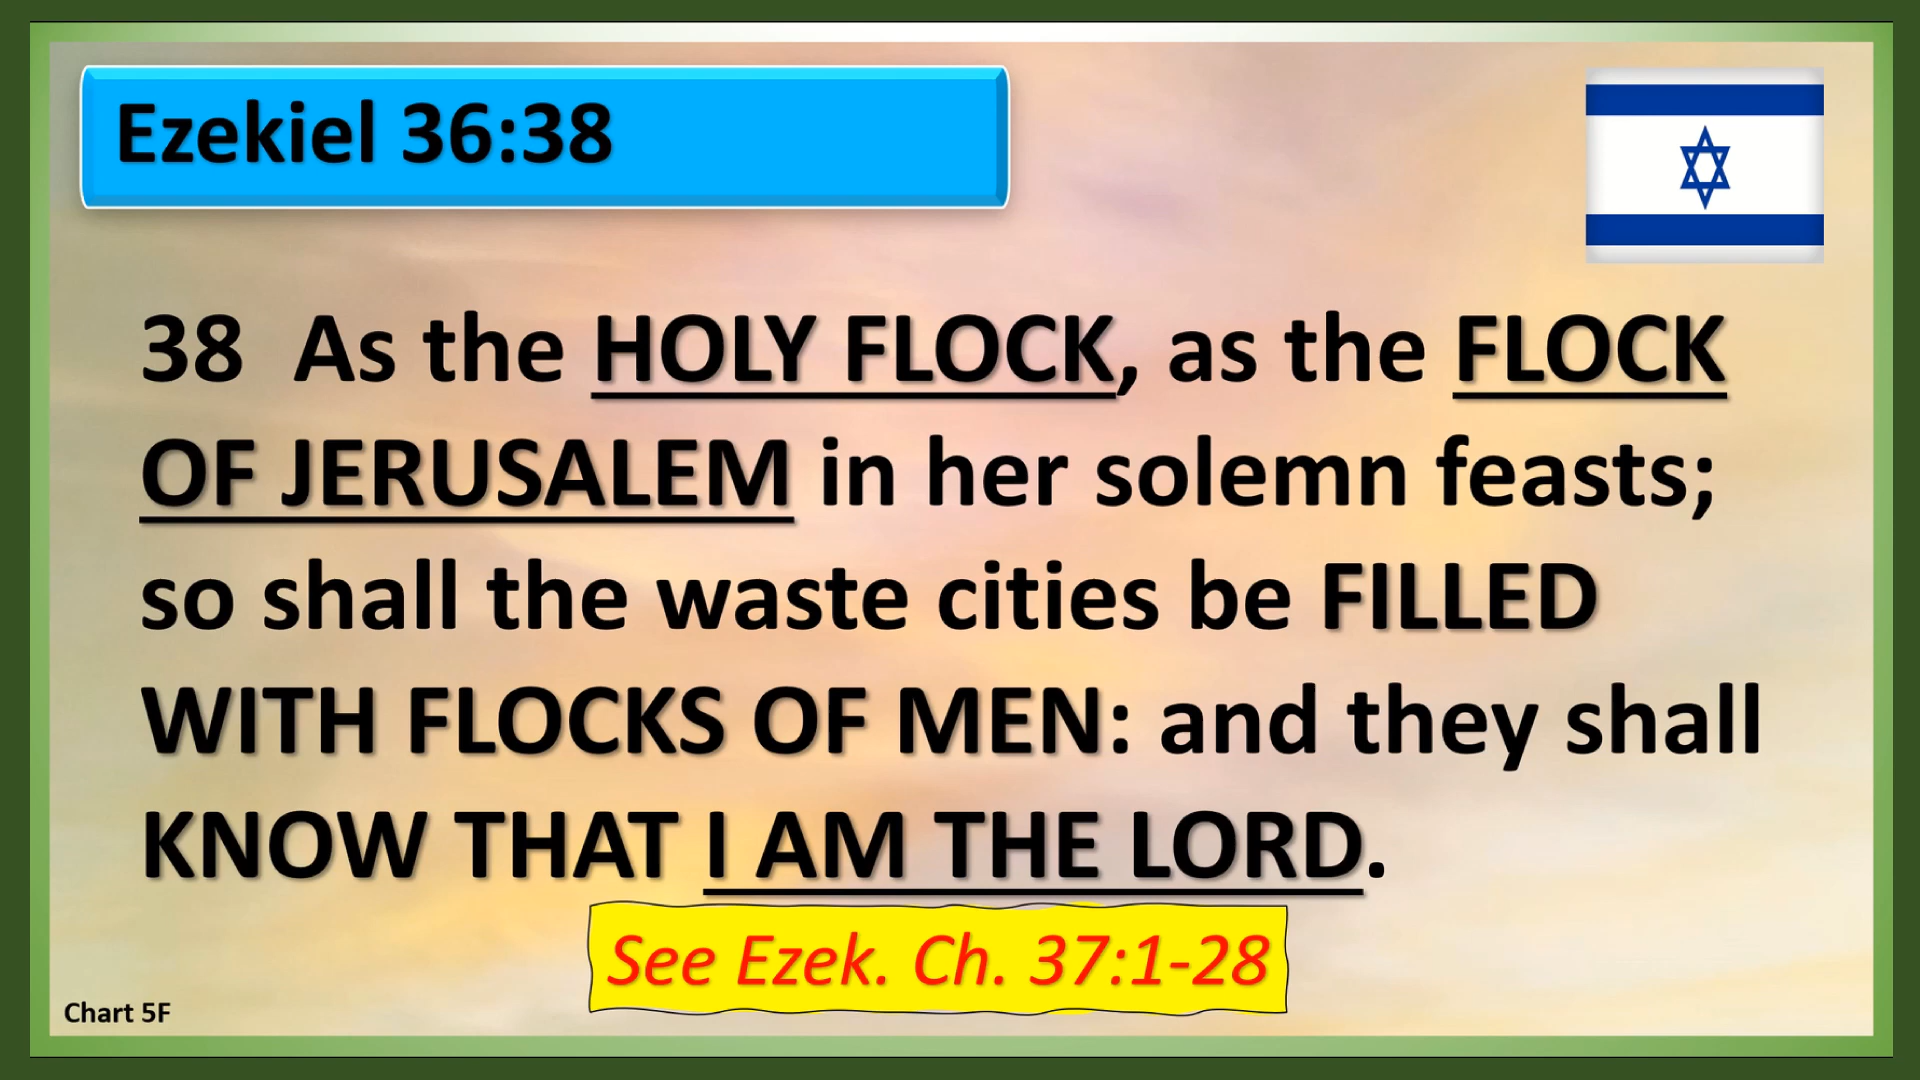 Ezekiel 36:38
38 As the HOLY FLOCK, as the FLOCK
OF JERUSALEM in her solemn feasts;
so shall the waste cities be FILLED
WITH FLOCKS OF MEN: and they shall
KNOW THAT I AM THE LORD.
See Ezek. Ch. 37:1-28
Chart 5F